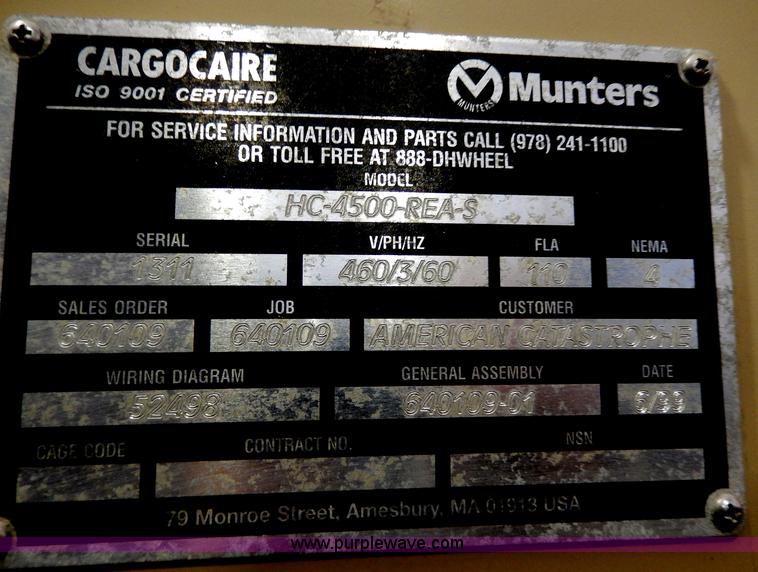 CARGOCAIRE
ISO 9001 CERTIFIED
MUNTERS
Munters
FOR SERVICE INFORMATION AND PARTS CALL (978) 241-1100
OR TOLL FREE AT 888-DHWHEEL
MODEL
HC-4500-REA-S
SERIAL V/PH/HZ FLA NEMA
1311 460/3/60 110 4
SALES ORDER JOB CUSTOMER
640109 640109 AMERICAN CATASTROPHE
WIRING DIAGRAM GENERAL ASSEMBLY DATE
52498 640109-01 6/99
CAGE CODE CONTRACT NO. NSN
79 Monroe Street, Amesbury, MA 01913 USA
www.purplewave.com